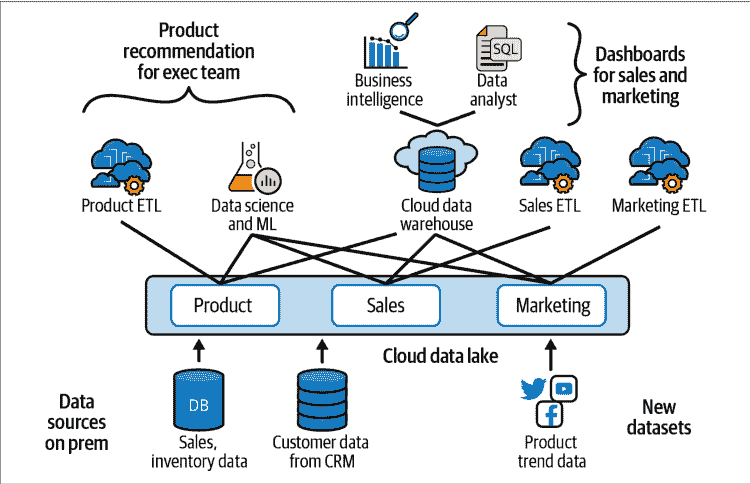 Product
recommendation
for exec team
SQL
Business
intelligence
Data
analyst
Dashboards
for sales and
marketing
Product ETL
Data science
and ML
Cloud data
warehouse
Sales ETL
Marketing ETL
Product
Sales
Marketing
Cloud data lake
Data
sources
on prem
DB
Sales,
inventory data
Customer data
from CRM
Product
trend data
New
datasets